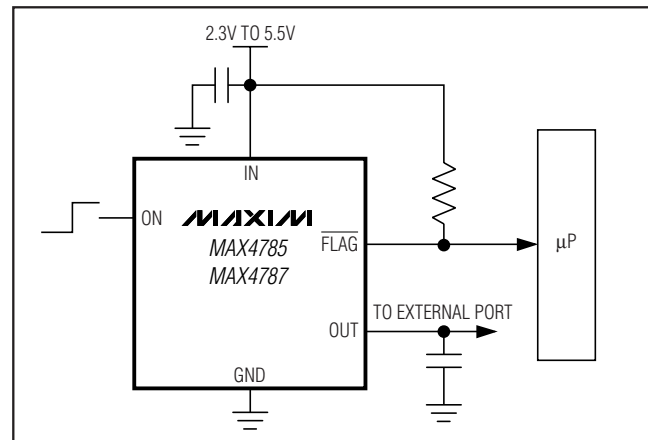 2.3V TO 5.5V
IN
ON
MAXIM
MAX4785
MAX4787
FLAG
μP
TO EXTERNAL PORT
OUT
GND